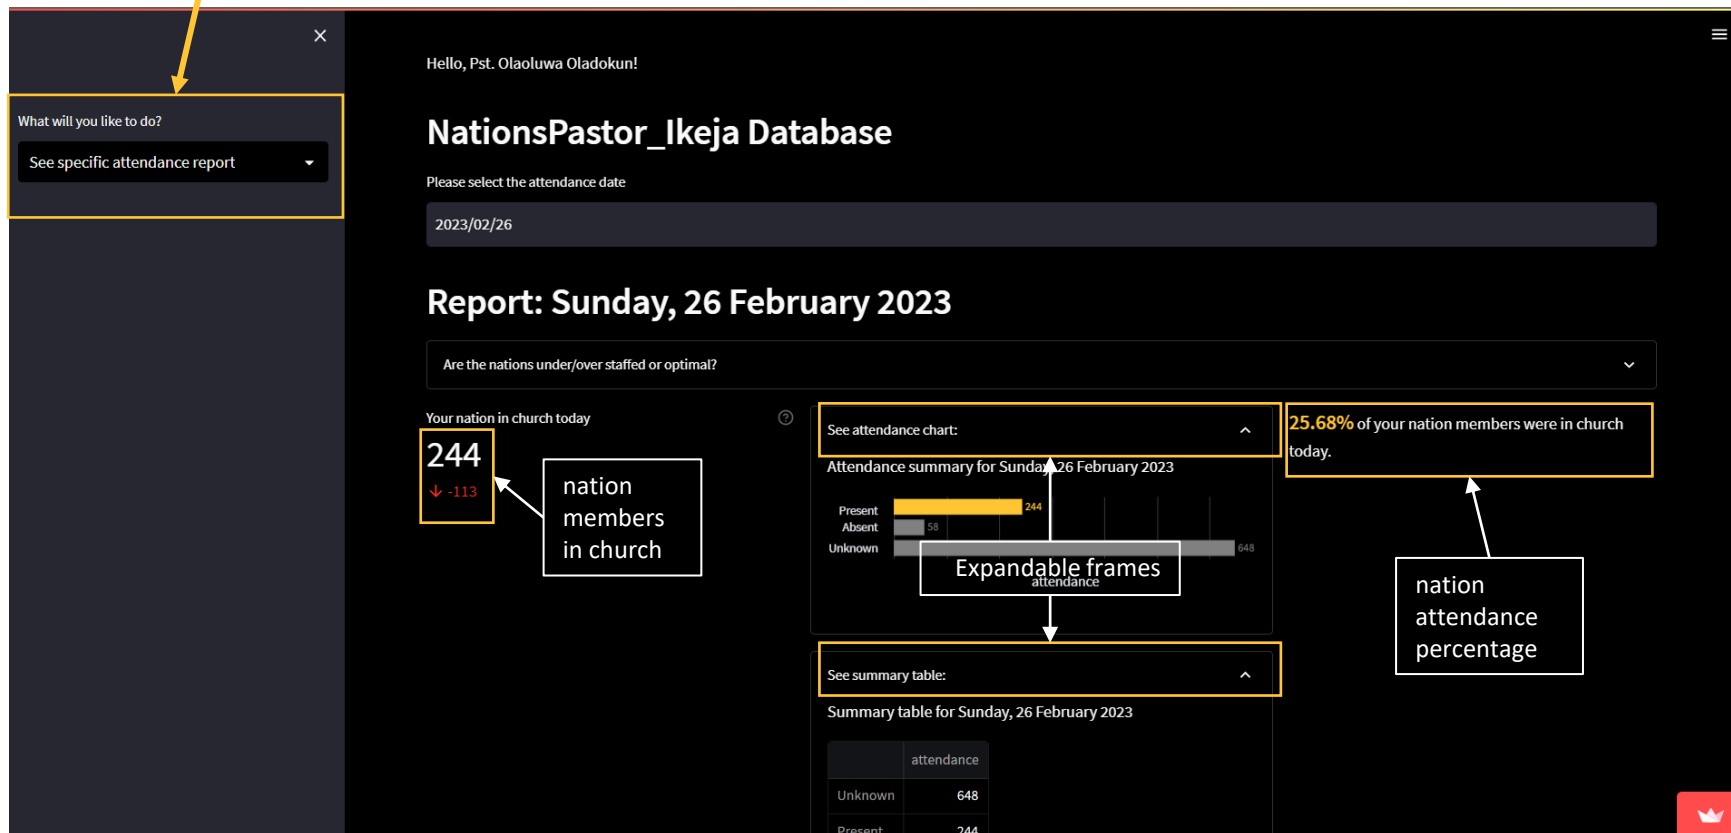 What will you like to do?
See specific attendance report
Hello, Pst. Olaoluwa Oladokun!
NationsPastor_Ikeja Database
Please select the attendance date
2023/02/26
Report: Sunday, 26 February 2023
Are the nations under/over staffed or optimal?
Your nation in church today
244
-113
nation
members
in church
See attendance chart:
Attendance summary for Sunday, 26 February 2023
Present 244
Absent 58
Unknown 648
attendance
Expandable frames
See summary table:
Summary table for Sunday, 26 February 2023
attendance
Unknown 648
Present 244
25.68% of your nation members were in church
today.
nation
attendance
percentage